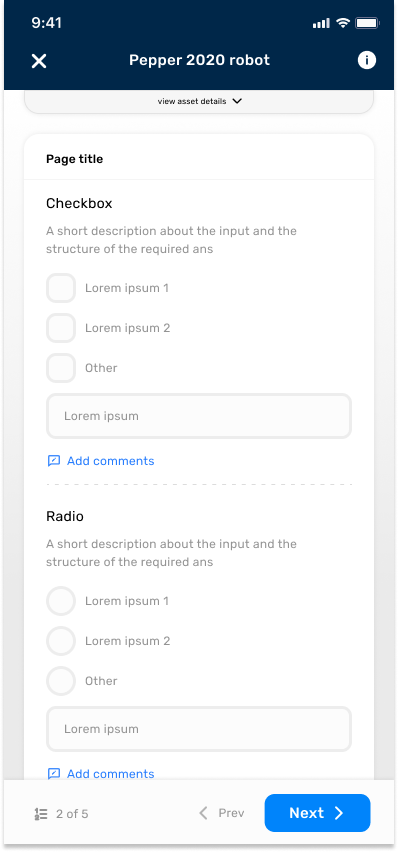 9:41
Pepper 2020 robot
view asset details
Page title
Checkbox
A short description about the input and the
structure of the required ans
Lorem ipsum 1
Lorem ipsum 2
Other
Lorem ipsum
Add comments
Radio
A short description about the input and the
structure of the required ans
Lorem ipsum 1
Lorem ipsum 2
Other
Lorem ipsum
Add comments
2 of 5
Prev
Next